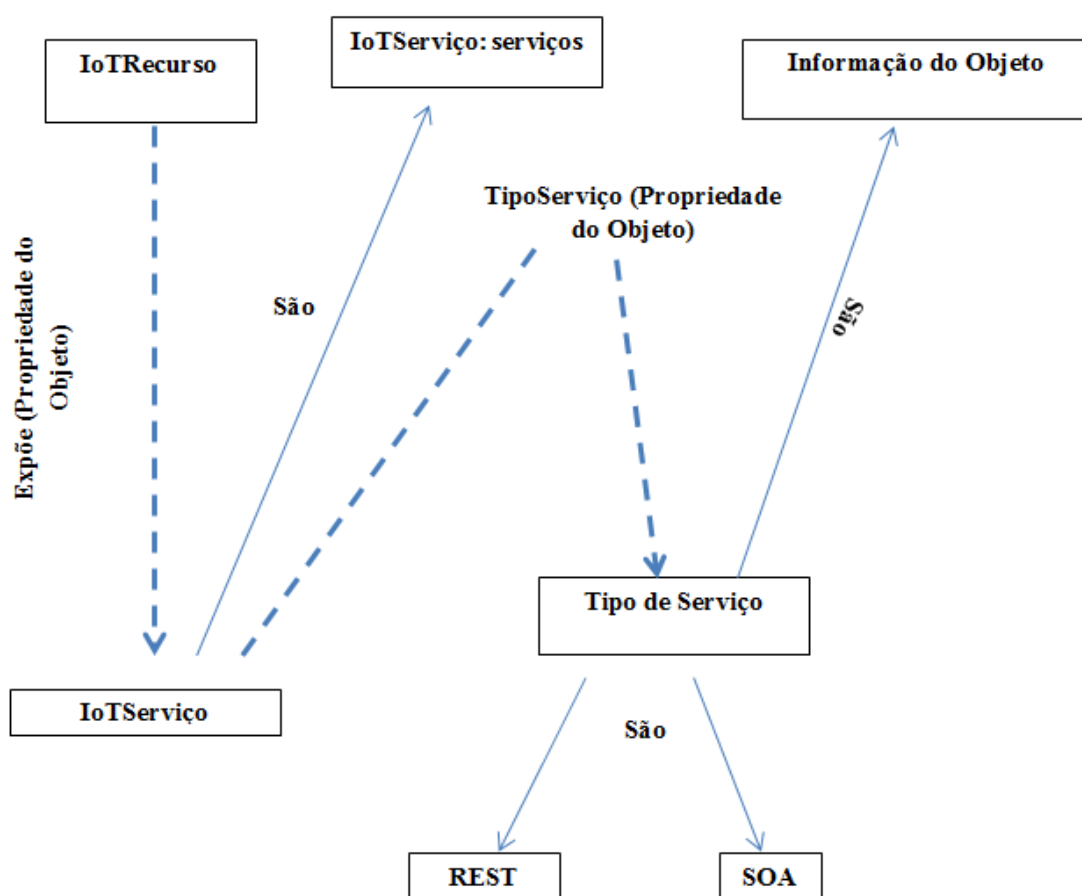 IoTRecurso
IoTServiço: serviços
Informação do Objeto
TipoServiço (Propriedade
do Objeto)
Expõe (Propriedade do
Objeto)
São
São
Tipo de Serviço
IoTServiço
São
REST
SOA